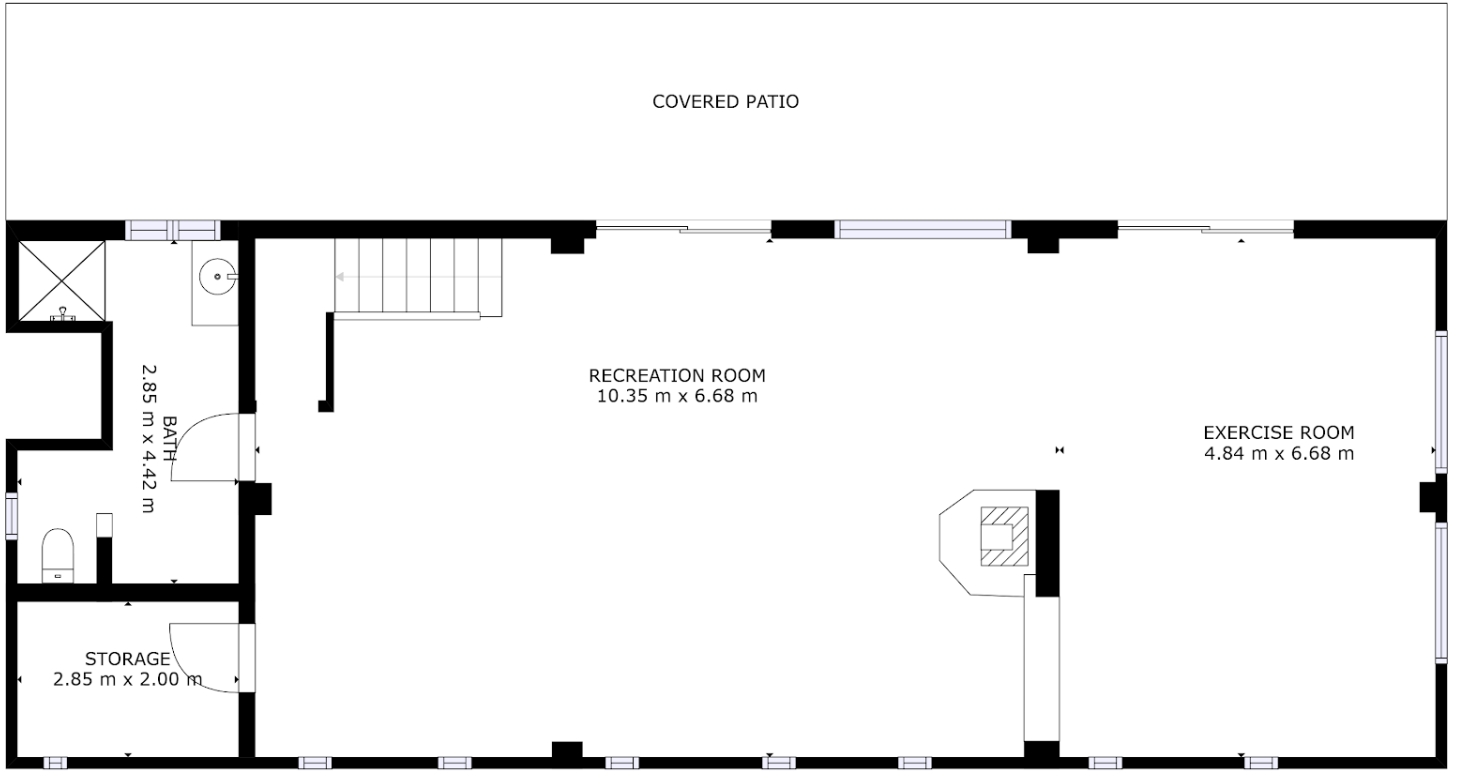 COVERED PATIO
RECREATION ROOM
10.35 m x 6.68 m
EXERCISE ROOM
4.84 m x 6.68 m
BATH
2.85 m x 4.42 m
STORAGE
2.85 m x 2.00 m